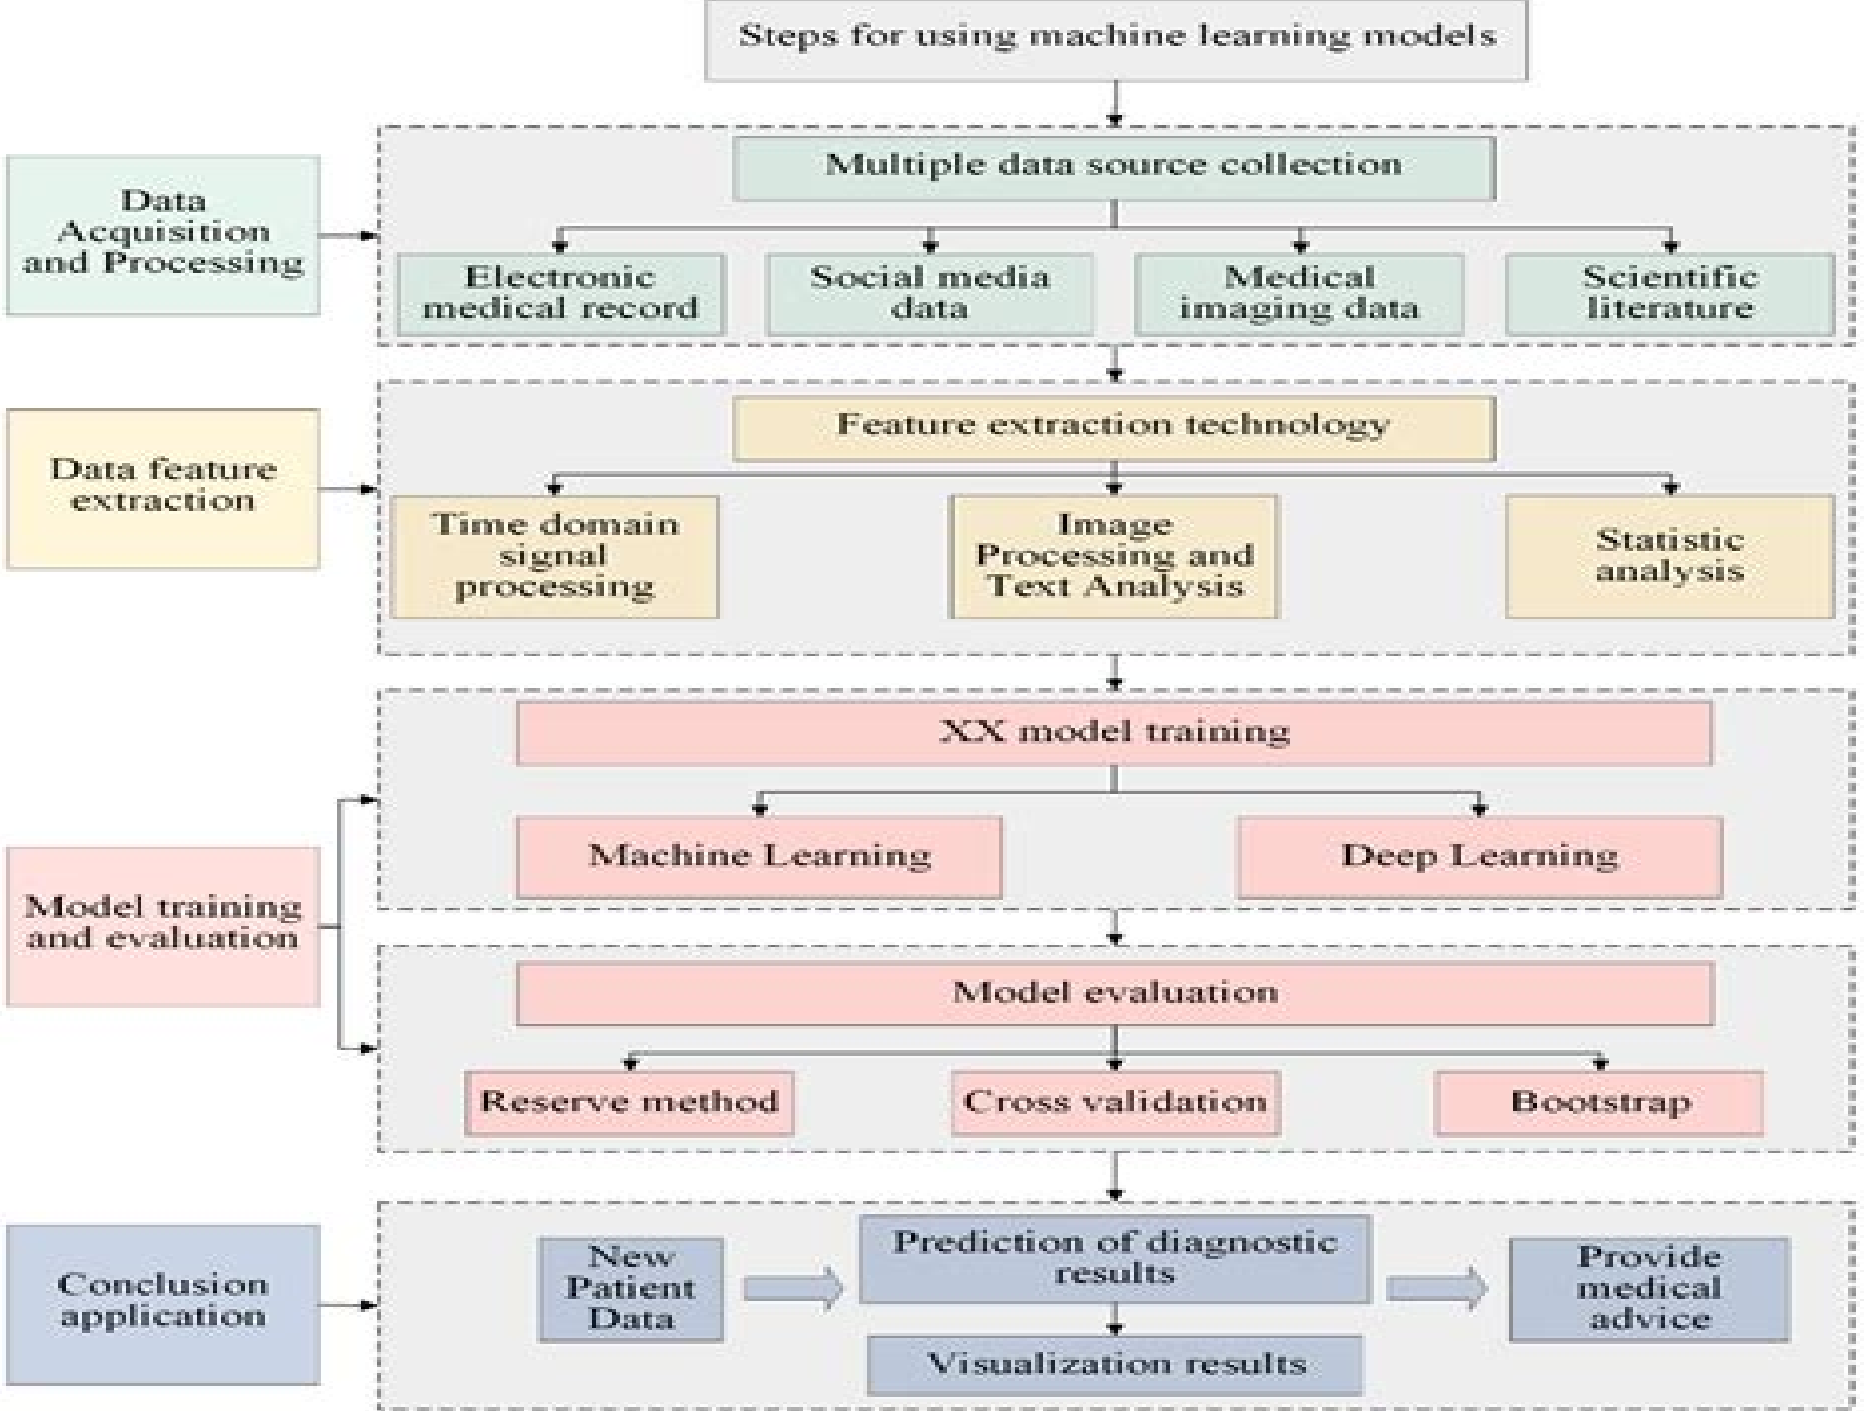 Steps for using machine learning models
Data
Acquisition
and Processing
Multiple data source collection
Electronic
medical record
Social media
data
Medical
imaging data
Scientific
literature
Data feature
extraction
Feature extraction technology
Time domain
signal
processing
Image
Processing and
Text Analysis
Statistic
analysis
Model training
and evaluation
XX model training
Machine Learning
Deep Learning
Model evaluation
Reserve method
Cross validation
Bootstrap
Conclusion
application
New
Patient
Data
Prediction of diagnostic
results
Provide
medical
advice
Visualization results